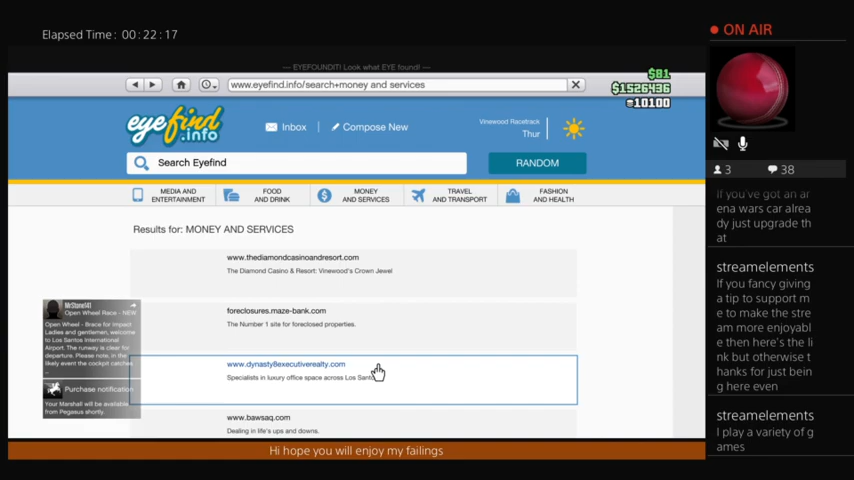 Elapsed Time : 00:22:17
ON AIR
— EYEFOUNDIT! Look what EYE found! —
www.eyefind.info/search+money and services
$81
$1526436
10100
eyefind
.info
Inbox
Compose New
Vinewood Racetrack
Thur
Search Eyefind
RANDOM
MEDIA AND
ENTERTAINMENT
FOOD
AND DRINK
MONEY
AND SERVICES
TRAVEL
AND TRANSPORT
FASHION
AND HEALTH
Results for: MONEY AND SERVICES
www.thediamondcasinoandresort.com
The Diamond Casino & Resort: Vinewood's Crown Jewel
foreclosures.maze-bank.com
The Number 1 site for foreclosed properties.
www.dynasty8executiverealty.com
Specialists in luxury office space across Los Santos
www.bawsaq.com
Dealing in life's ups and downs.
MrStone141
Open Wheel Race - NEW
Open Wheel - Brace for Impact
Ladies and gentlemen, welcome
to Los Santos International
Airport. The runway is clear for
departure. Please note, in the
likely event the cockpit catches
...
Purchase notification
Your Marshall will be available
from Pegasus shortly.
Hi hope you will enjoy my failings
3
38
If you've got an ar
ena wars car alrea
dy just upgrade th
at
streamelements
If you fancy giving
a tip to support m
e to make the stre
am more enjoyabl
e then here's the li
nk but otherwise t
hanks for just bein
g here even
streamelements
I play a variety of g
ames